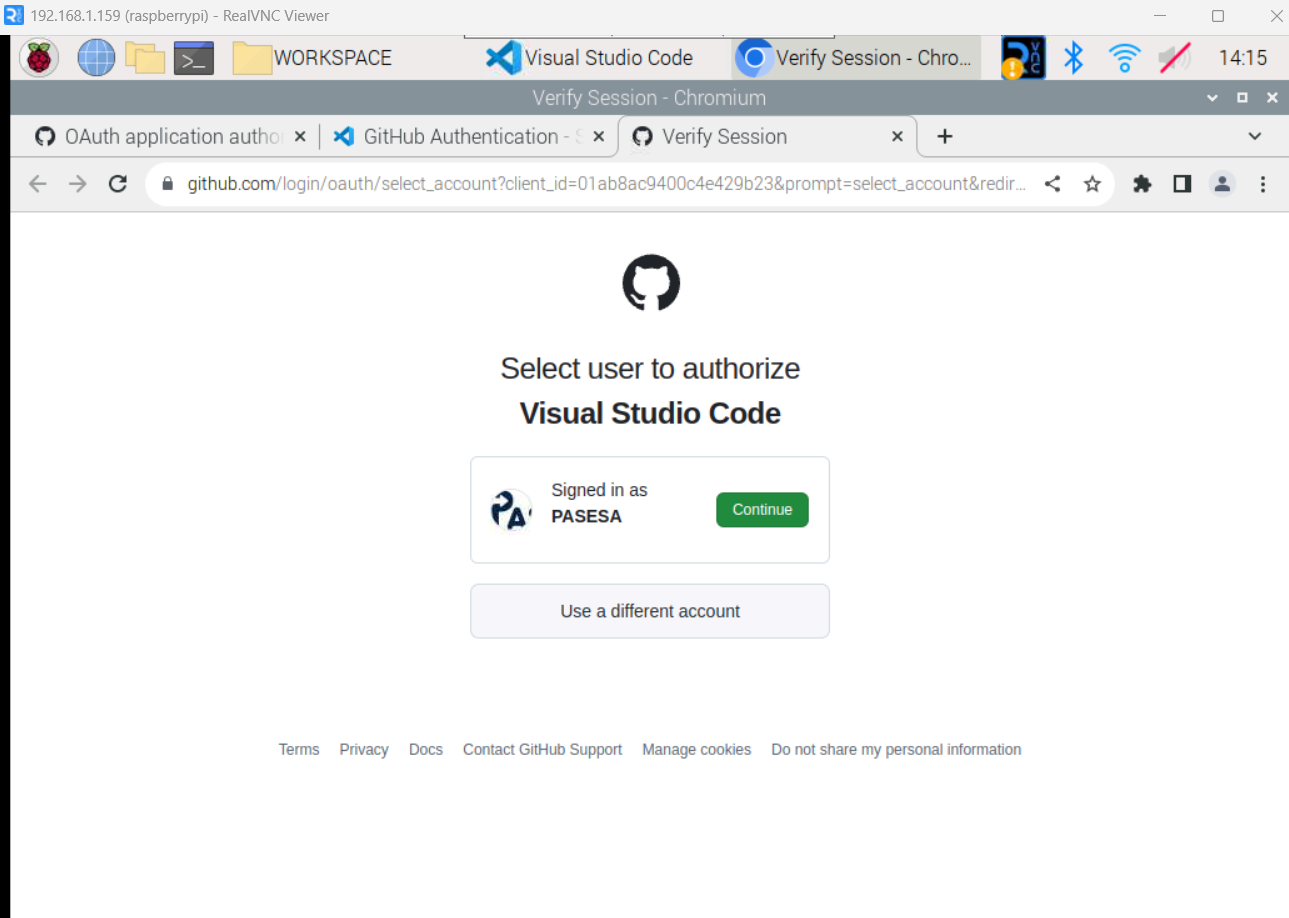 192.168.1.159 (raspberrypi) - RealVNC Viewer
WORKSPACE
Visual Studio Code
Verify Session - Chro...
14:15
Verify Session - Chromium
OAuth application autho
GitHub Authentication - S
Verify Session
github.com/login/oauth/select_account?client_id=01ab8ac9400c4e429b23&prompt=select_account&redir...
Select user to authorize
Visual Studio Code
Signed in as
PASESA
Continue
Use a different account
Terms Privacy Docs Contact GitHub Support Manage cookies Do not share my personal information